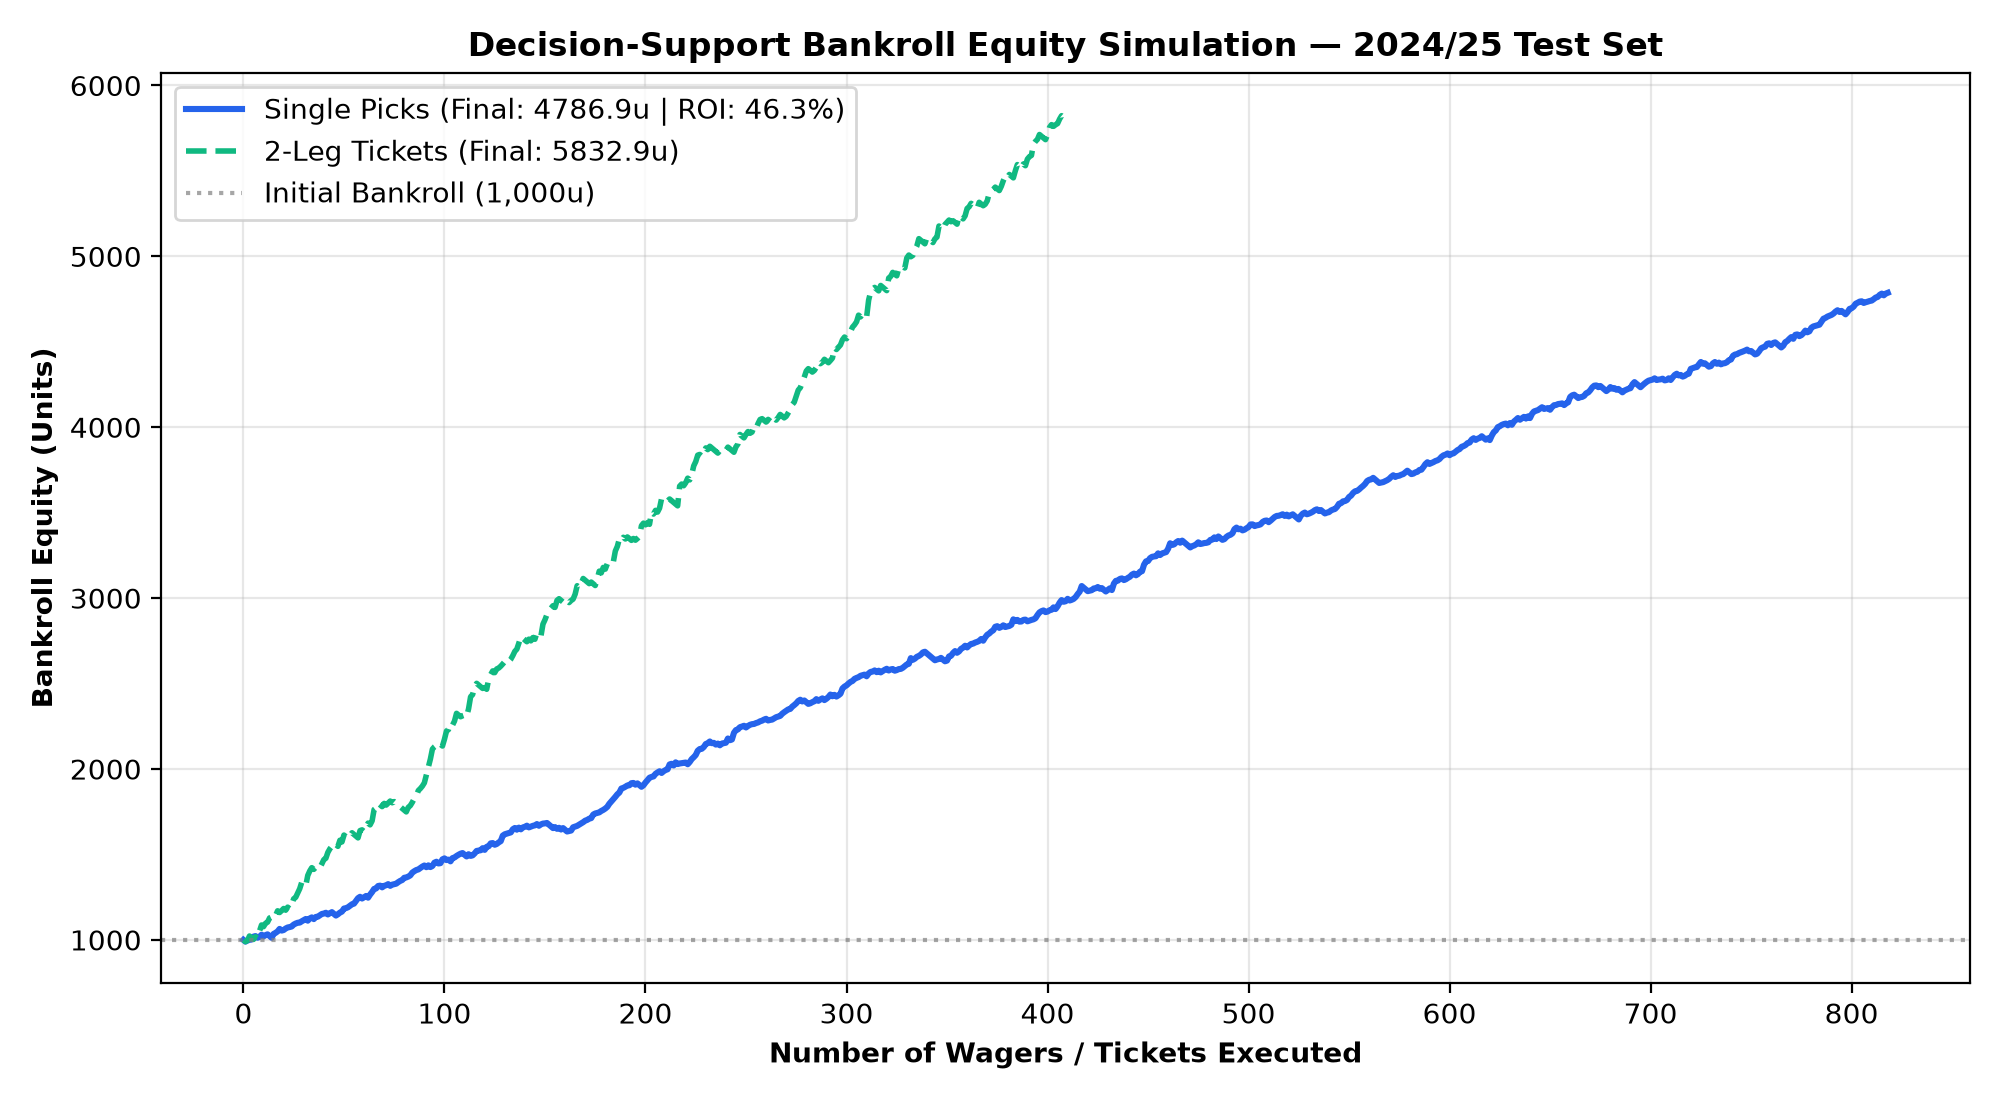 Decision-Support Bankroll Equity Simulation — 2024/25 Test Set
Single Picks (Final: 4786.9u | ROI: 46.3%)
2-Leg Tickets (Final: 5832.9u)
Initial Bankroll (1,000u)
Bankroll Equity (Units)
6000
5000
4000
3000
2000
1000
0 100 200 300 400 500 600 700 800
Number of Wagers / Tickets Executed